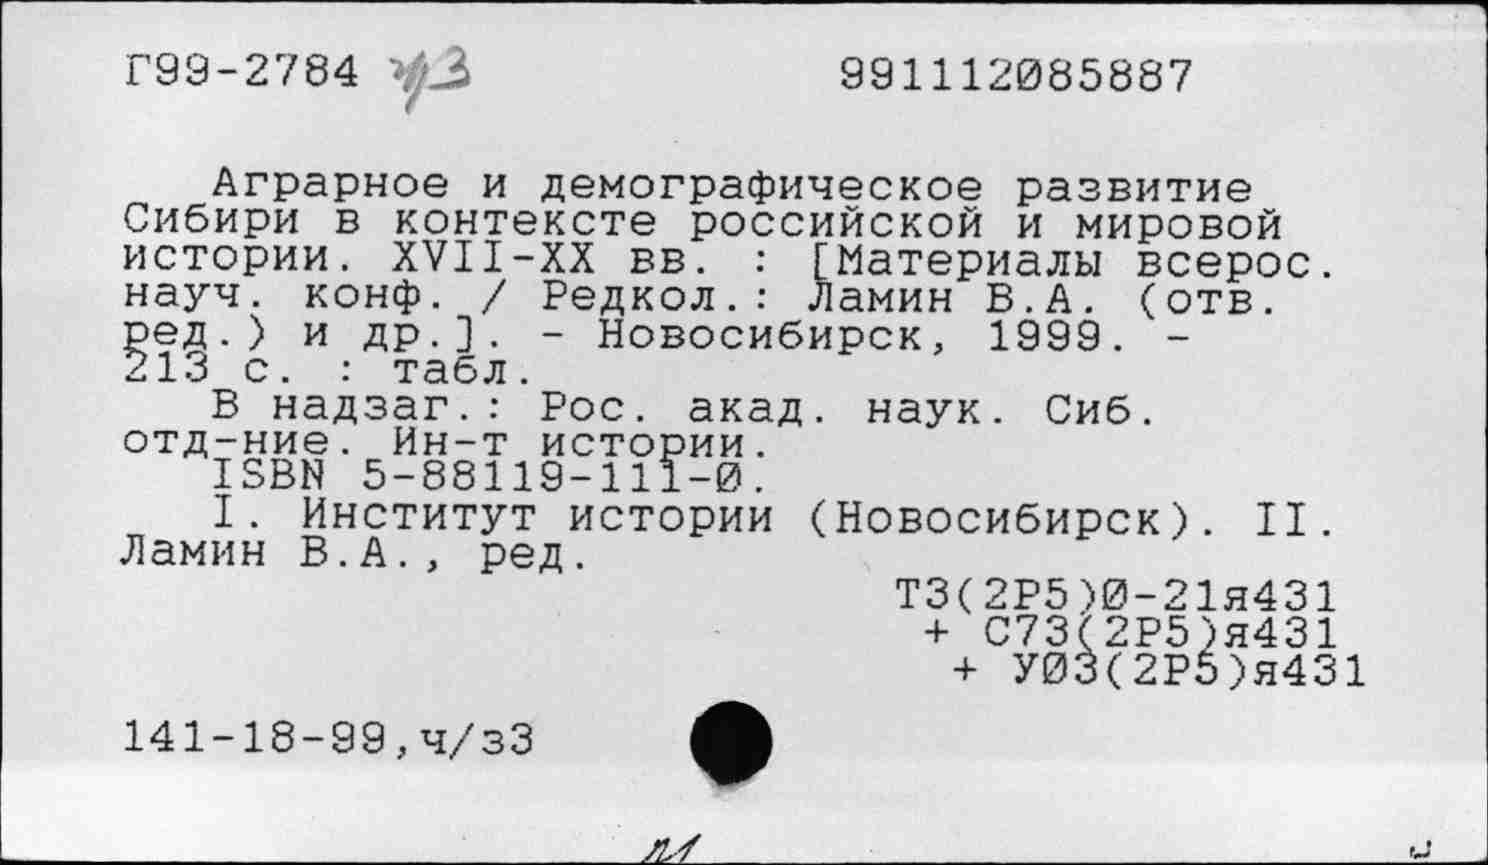 Г99-2784 ч/3 991112085887
Аграрное и демографическое развитие
Сибири в контексте российской и мировой
истории. XVII-XX вв. : [Материалы всерос.
науч. конф. / Редкол.: Ламин В.А. (отв.
ред.) и др.]. - Новосибирск, 1999. -
213 с. : табл.
В надзаг.: Рос. акад. наук. Сиб.
отд-ние. Ин-т истории.
ISBN 5-88119-111-0.
I. Институт истории (Новосибирск). II.
Ламин В.А., ред.
Т3(2Р5)0-21я431
+ С73(2Р5)я431
+ У03(2Р5)я431
141-18-99,ч/з3